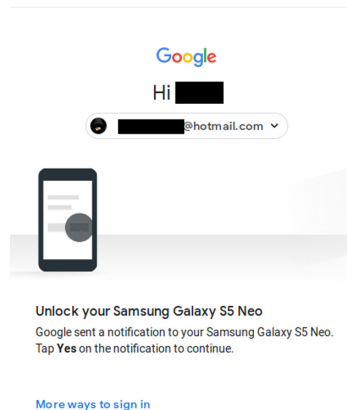 Google
Hi
@hotmail.com
Unlock your Samsung Galaxy S5 Neo
Google sent a notification to your Samsung Galaxy S5 Neo.
Tap Yes on the notification to continue.
More ways to sign in